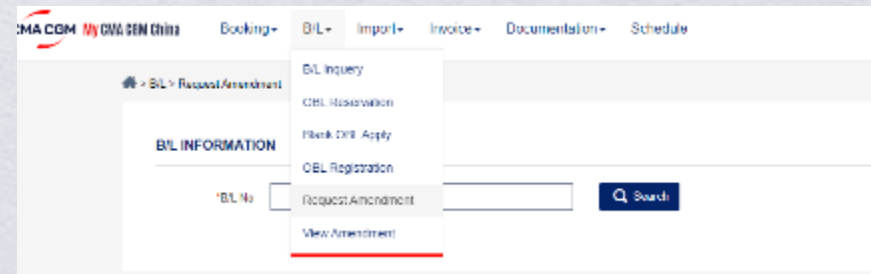 CMA CGM My CMA CGM China Booking B/L Import Invoice Documentation Schedule
> B/L > Request Amendment
B/L Inquery
OBL Reservation
Blank OBL Apply
OBL Registration
Request Amendment
View Amendment
B/L INFORMATION
*B/L No
Search